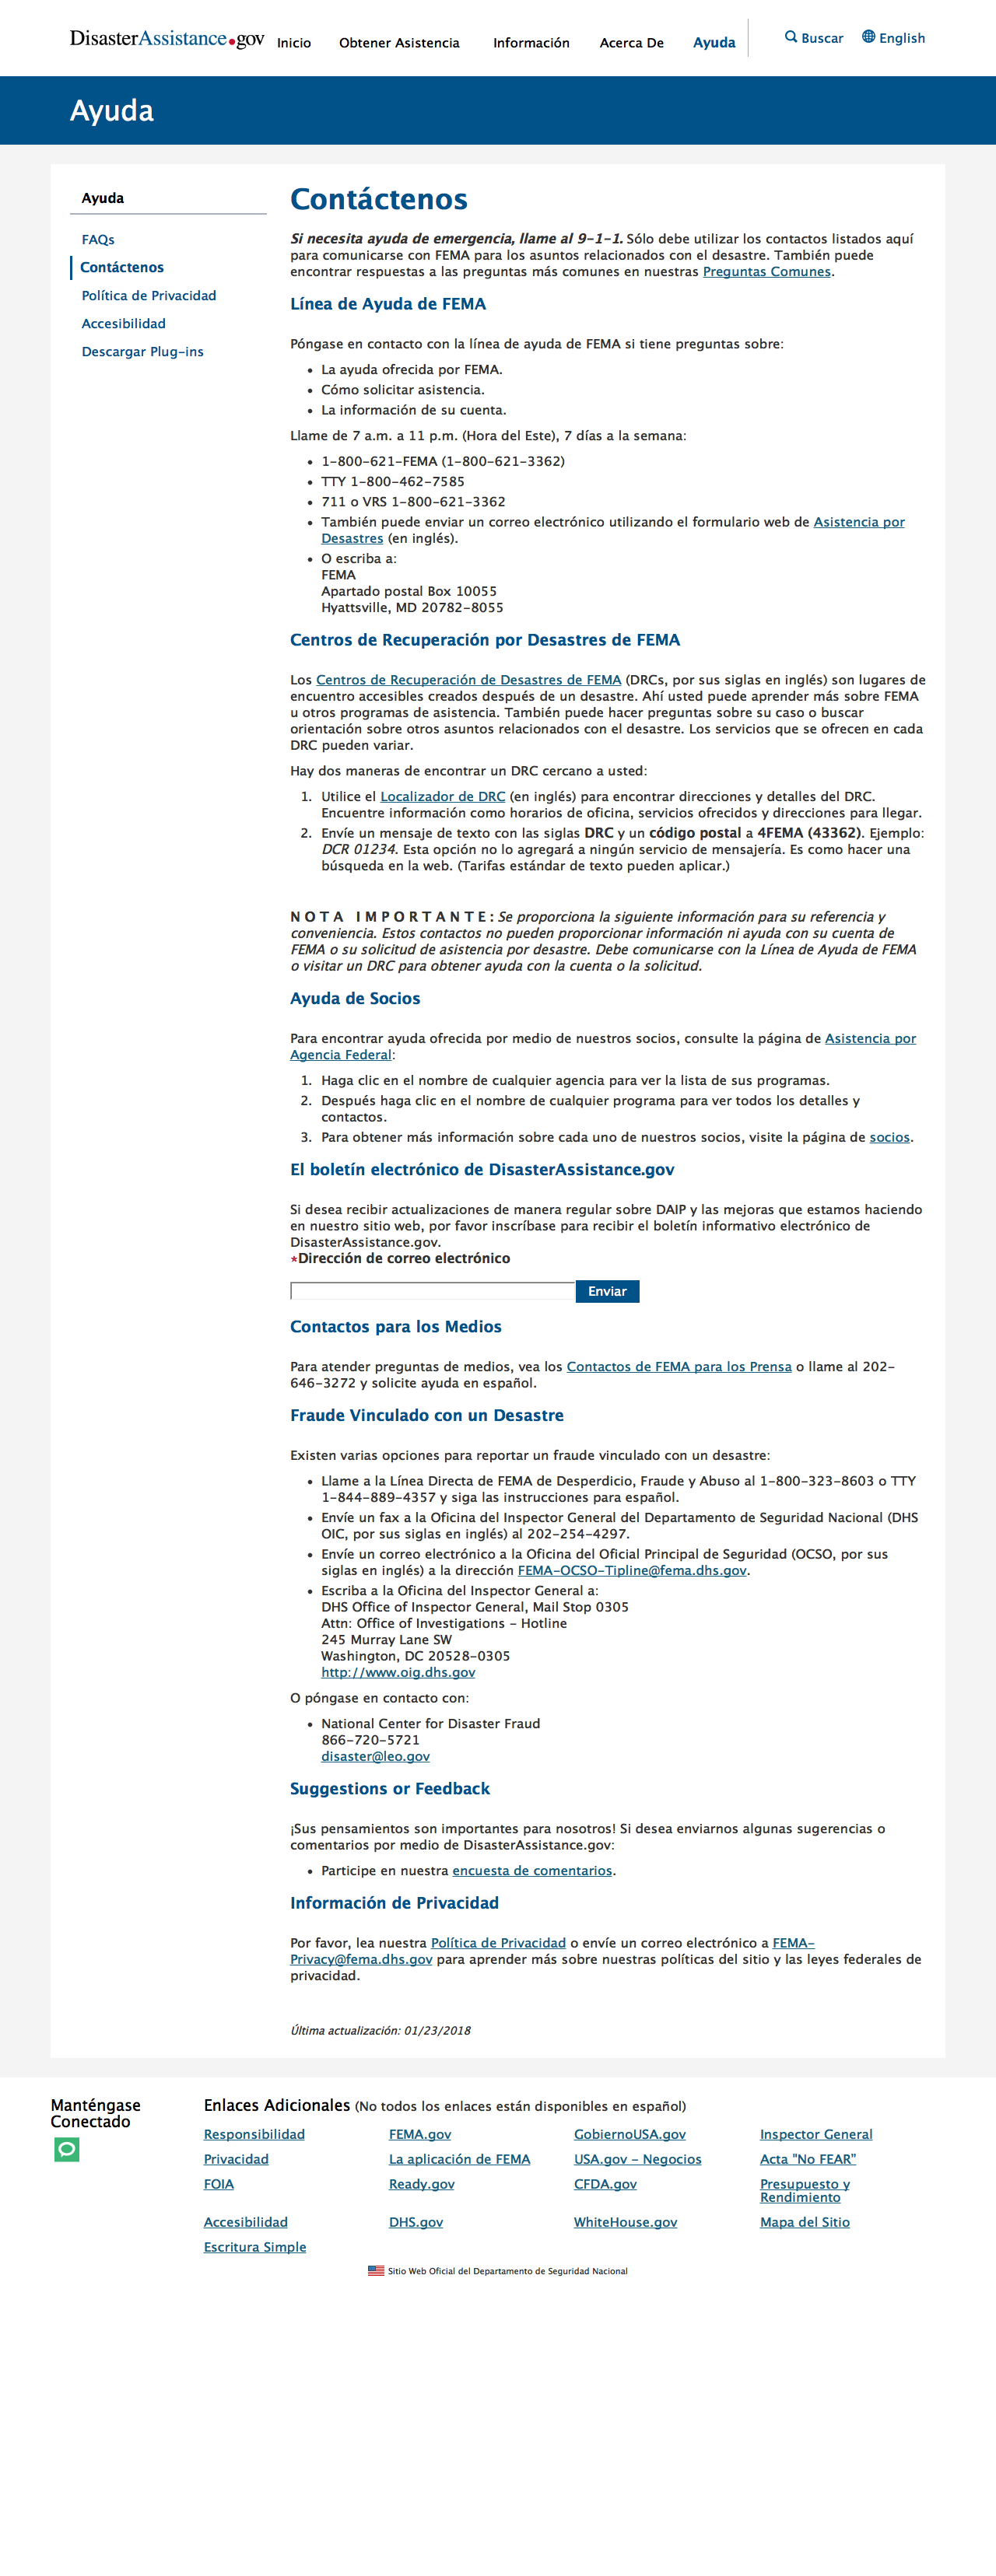 DisasterAssistance.gov
Inicio
Obtener Asistencia
Información
Acerca De
Ayuda
Buscar
English
Ayuda
Ayuda
FAQs
Contáctenos
Política de Privacidad
Accesibilidad
Descargar Plug-ins
Contáctenos
Si necesita ayuda de emergencia, llame al 9-1-1. Sólo debe utilizar los contactos listados aquí
para comunicarse con FEMA para los asuntos relacionados con el desastre. También puede
encontrar respuestas a las preguntas más comunes en nuestras Preguntas Comunes.
Línea de Ayuda de FEMA
Póngase en contacto con la línea de ayuda de FEMA si tiene preguntas sobre:
• La ayuda ofrecida por FEMA.
• Cómo solicitar asistencia.
• La información de su cuenta.
Llame de 7 a.m. a 11 p.m. (Hora del Este), 7 días a la semana:
• 1-800-621-FEMA (1-800-621-3362)
• TTY 1-800-462-7585
• 711 o VRS 1-800-621-3362
• También puede enviar un correo electrónico utilizando el formulario web de Asistencia por
Desastres (en inglés).
• O escriba a:
FEMA
Apartado postal Box 10055
Hyattsville, MD 20782-8055
Centros de Recuperación por Desastres de FEMA
Los Centros de Recuperación de Desastres de FEMA (DRCs, por sus siglas en inglés) son lugares de
encuentro accesibles creados después de un desastre. Ahí usted puede aprender más sobre FEMA
u otros programas de asistencia. También puede hacer preguntas sobre su caso o buscar
orientación sobre otros asuntos relacionados con el desastre. Los servicios que se ofrecen en cada
DRC pueden variar.
Hay dos maneras de encontrar un DRC cercano a usted:
1. Utilice el Localizador de DRC (en inglés) para encontrar direcciones y detalles del DRC.
Encuentre información como horarios de oficina, servicios ofrecidos y direcciones para llegar.
2. Envíe un mensaje de texto con las siglas DRC y un código postal a 4FEMA (43362). Ejemplo:
DCR 01234. Esta opción no lo agregará a ningún servicio de mensajería. Es como hacer una
búsqueda en la web. (Tarifas estándar de texto pueden aplicar.)
NOTA IMPORTANTE: Se proporciona la siguiente información para su referencia y
conveniencia. Estos contactos no pueden proporcionar información ni ayuda con su cuenta de
FEMA o su solicitud de asistencia por desastre. Debe comunicarse con la Línea de Ayuda de FEMA
o visitar un DRC para obtener ayuda con la cuenta o la solicitud.
Ayuda de Socios
Para encontrar ayuda ofrecida por medio de nuestros socios, consulte la página de Asistencia por
Agencia Federal:
1. Haga clic en el nombre de cualquier agencia para ver la lista de sus programas.
2. Después haga clic en el nombre de cualquier programa para ver todos los detalles y
contactos.
3. Para obtener más información sobre cada uno de nuestros socios, visite la página de socios.
El boletín electrónico de DisasterAssistance.gov
Si desea recibir actualizaciones de manera regular sobre DAIP y las mejoras que estamos haciendo
en nuestro sitio web, por favor inscríbase para recibir el boletín informativo electrónico de
DisasterAssistance.gov.
*Dirección de correo electrónico
Enviar
Contactos para los Medios
Para atender preguntas de medios, vea los Contactos de FEMA para los Prensa o llame al 202-
646-3272 y solicite ayuda en español.
Fraude Vinculado con un Desastre
Existen varias opciones para reportar un fraude vinculado con un desastre:
• Llame a la Línea Directa de FEMA de Desperdicio, Fraude y Abuso al 1-800-323-8603 o TTY
1-844-889-4357 y siga las instrucciones para español.
• Envíe un fax a la Oficina del Inspector General del Departamento de Seguridad Nacional (DHS
OIC, por sus siglas en inglés) al 202-254-4297.
• Envíe un correo electrónico a la Oficina del Oficial Principal de Seguridad (OCSO, por sus
siglas en inglés) a la dirección FEMA-OCSO-Tipline@fema.dhs.gov.
• Escriba a la Oficina del Inspector General a:
DHS Office of Inspector General, Mail Stop 0305
Attn: Office of Investigations - Hotline
245 Murray Lane SW
Washington, DC 20528-0305
http://www.oig.dhs.gov
O póngase en contacto con:
• National Center for Disaster Fraud
866-720-5721
disaster@leo.gov
Suggestions or Feedback
¡Sus pensamientos son importantes para nosotros! Si desea enviarnos algunas sugerencias o
comentarios por medio de DisasterAssistance.gov:
• Participe en nuestra encuesta de comentarios.
Información de Privacidad
Por favor, lea nuestra Política de Privacidad o envíe un correo electrónico a FEMA-
Privacy@fema.dhs.gov para aprender más sobre nuestras políticas del sitio y las leyes federales de
privacidad.
Última actualización: 01/23/2018
Manténgase
Conectado
Enlaces Adicionales (No todos los enlaces están disponibles en español)
Responsibilidad
FEMA.gov
GobiernoUSA.gov
Inspector General
Privacidad
La aplicación de FEMA
USA.gov - Negocios
Acta "No FEAR"
FOIA
Ready.gov
CFDA.gov
Presupuesto y
Rendimiento
Accesibilidad
DHS.gov
WhiteHouse.gov
Mapa del Sitio
Escritura Simple
Sitio Web Oficial del Departamento de Seguridad Nacional